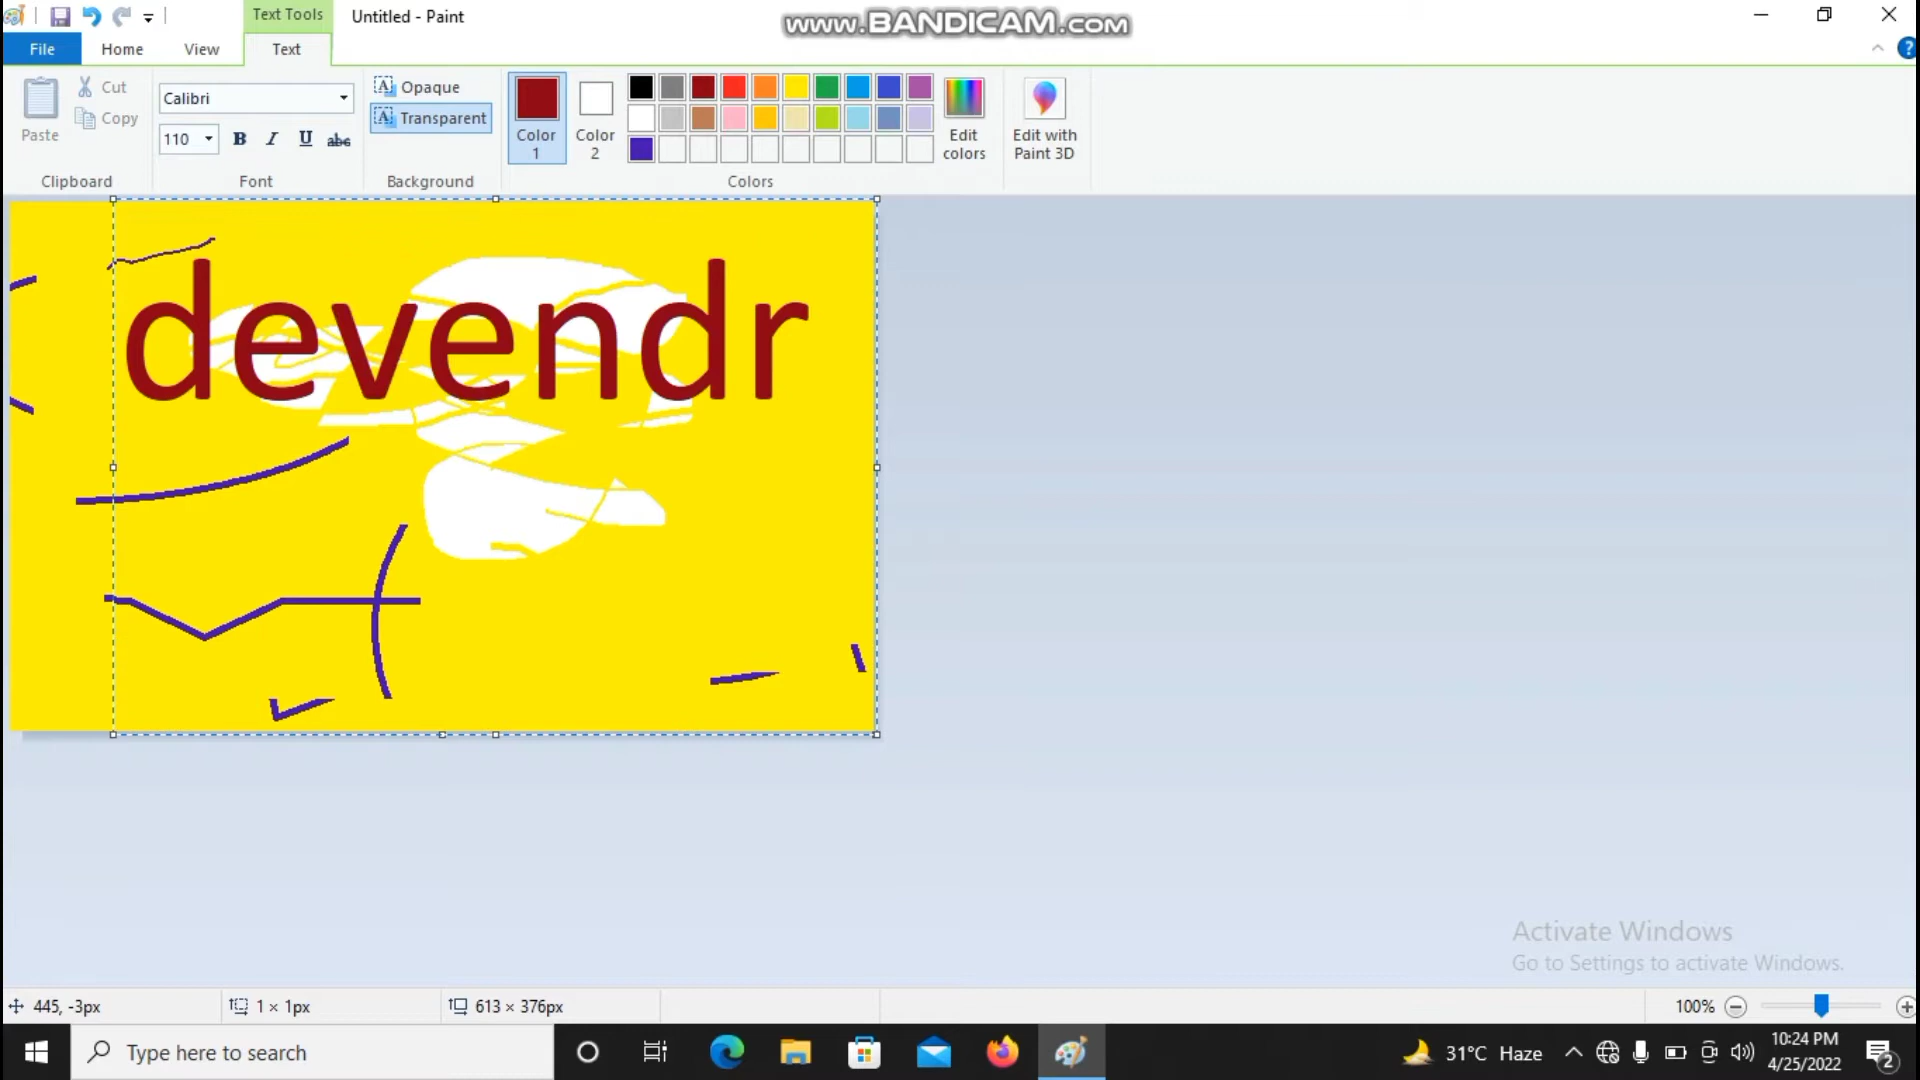 Text Tools
Untitled - Paint
www.BANDICAM.com
File
Home
View
Text
Paste
Cut
Copy
Clipboard
Calibri
110
B I U abc
Font
Opaque
Transparent
Background
Color 1
Color 2
Colors
Edit colors
Edit with Paint 3D
devendr
Activate Windows
Go to Settings to activate Windows.
445, -3px
1 × 1px
613 × 376px
100%
Type here to search
31°C Haze
10:24 PM
4/25/2022
2